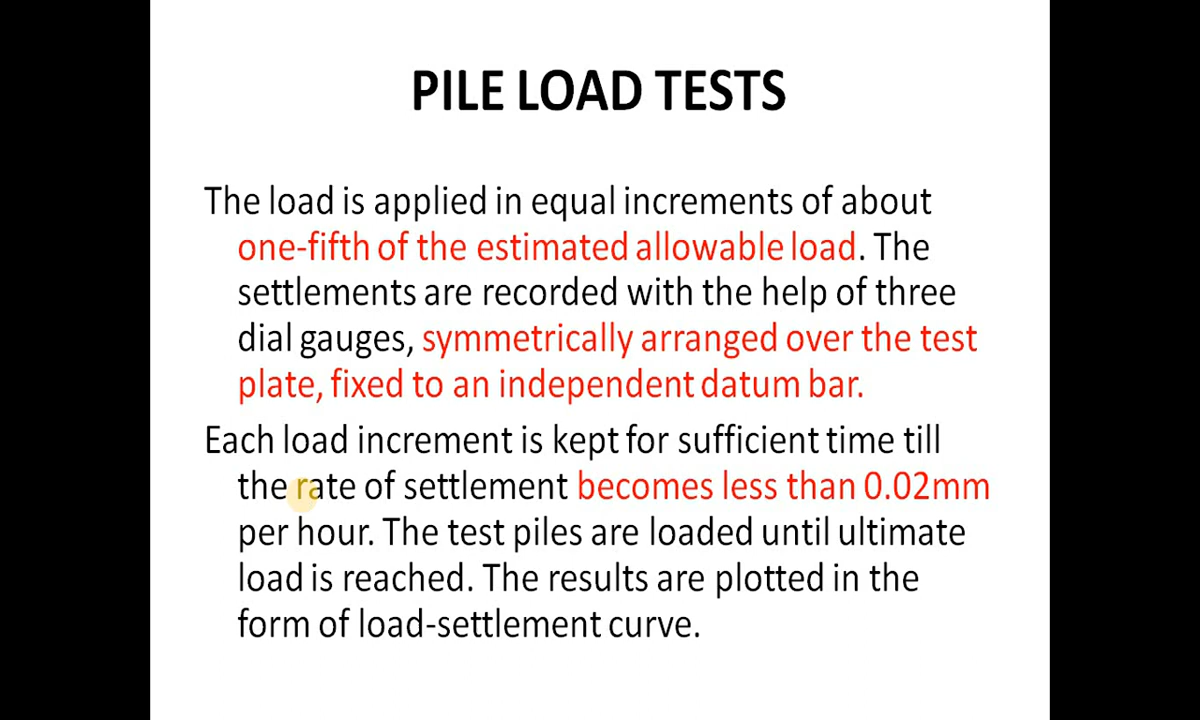 PILE LOAD TESTS
The load is applied in equal increments of about
one-fifth of the estimated allowable load. The
settlements are recorded with the help of three
dial gauges, symmetrically arranged over the test
plate, fixed to an independent datum bar.
Each load increment is kept for sufficient time till
the rate of settlement becomes less than 0.02mm
per hour. The test piles are loaded until ultimate
load is reached. The results are plotted in the
form of load-settlement curve.